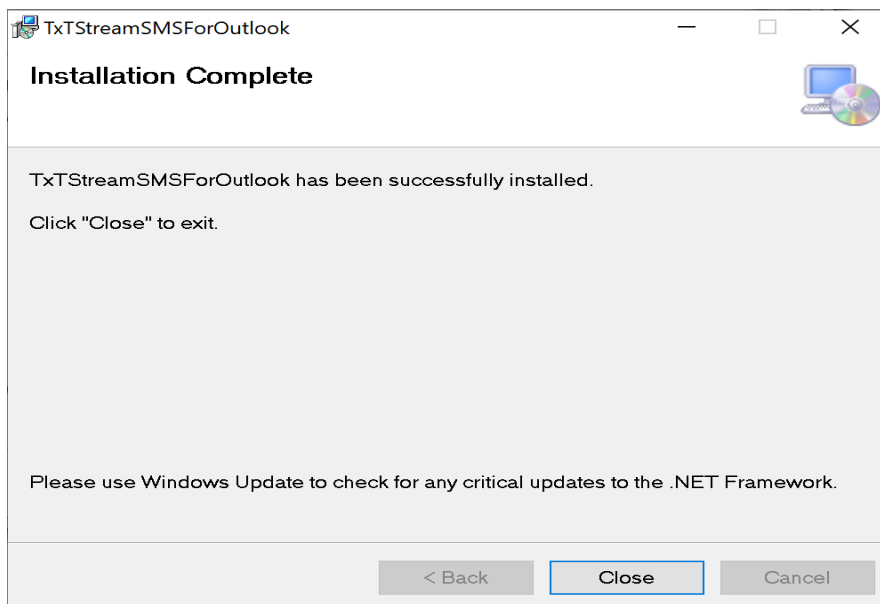 TxTStreamSMSForOutlook
Installation Complete
TxTStreamSMSForOutlook has been successfully installed.
Click "Close" to exit.
Please use Windows Update to check for any critical updates to the .NET Framework.
< Back
Close
Cancel